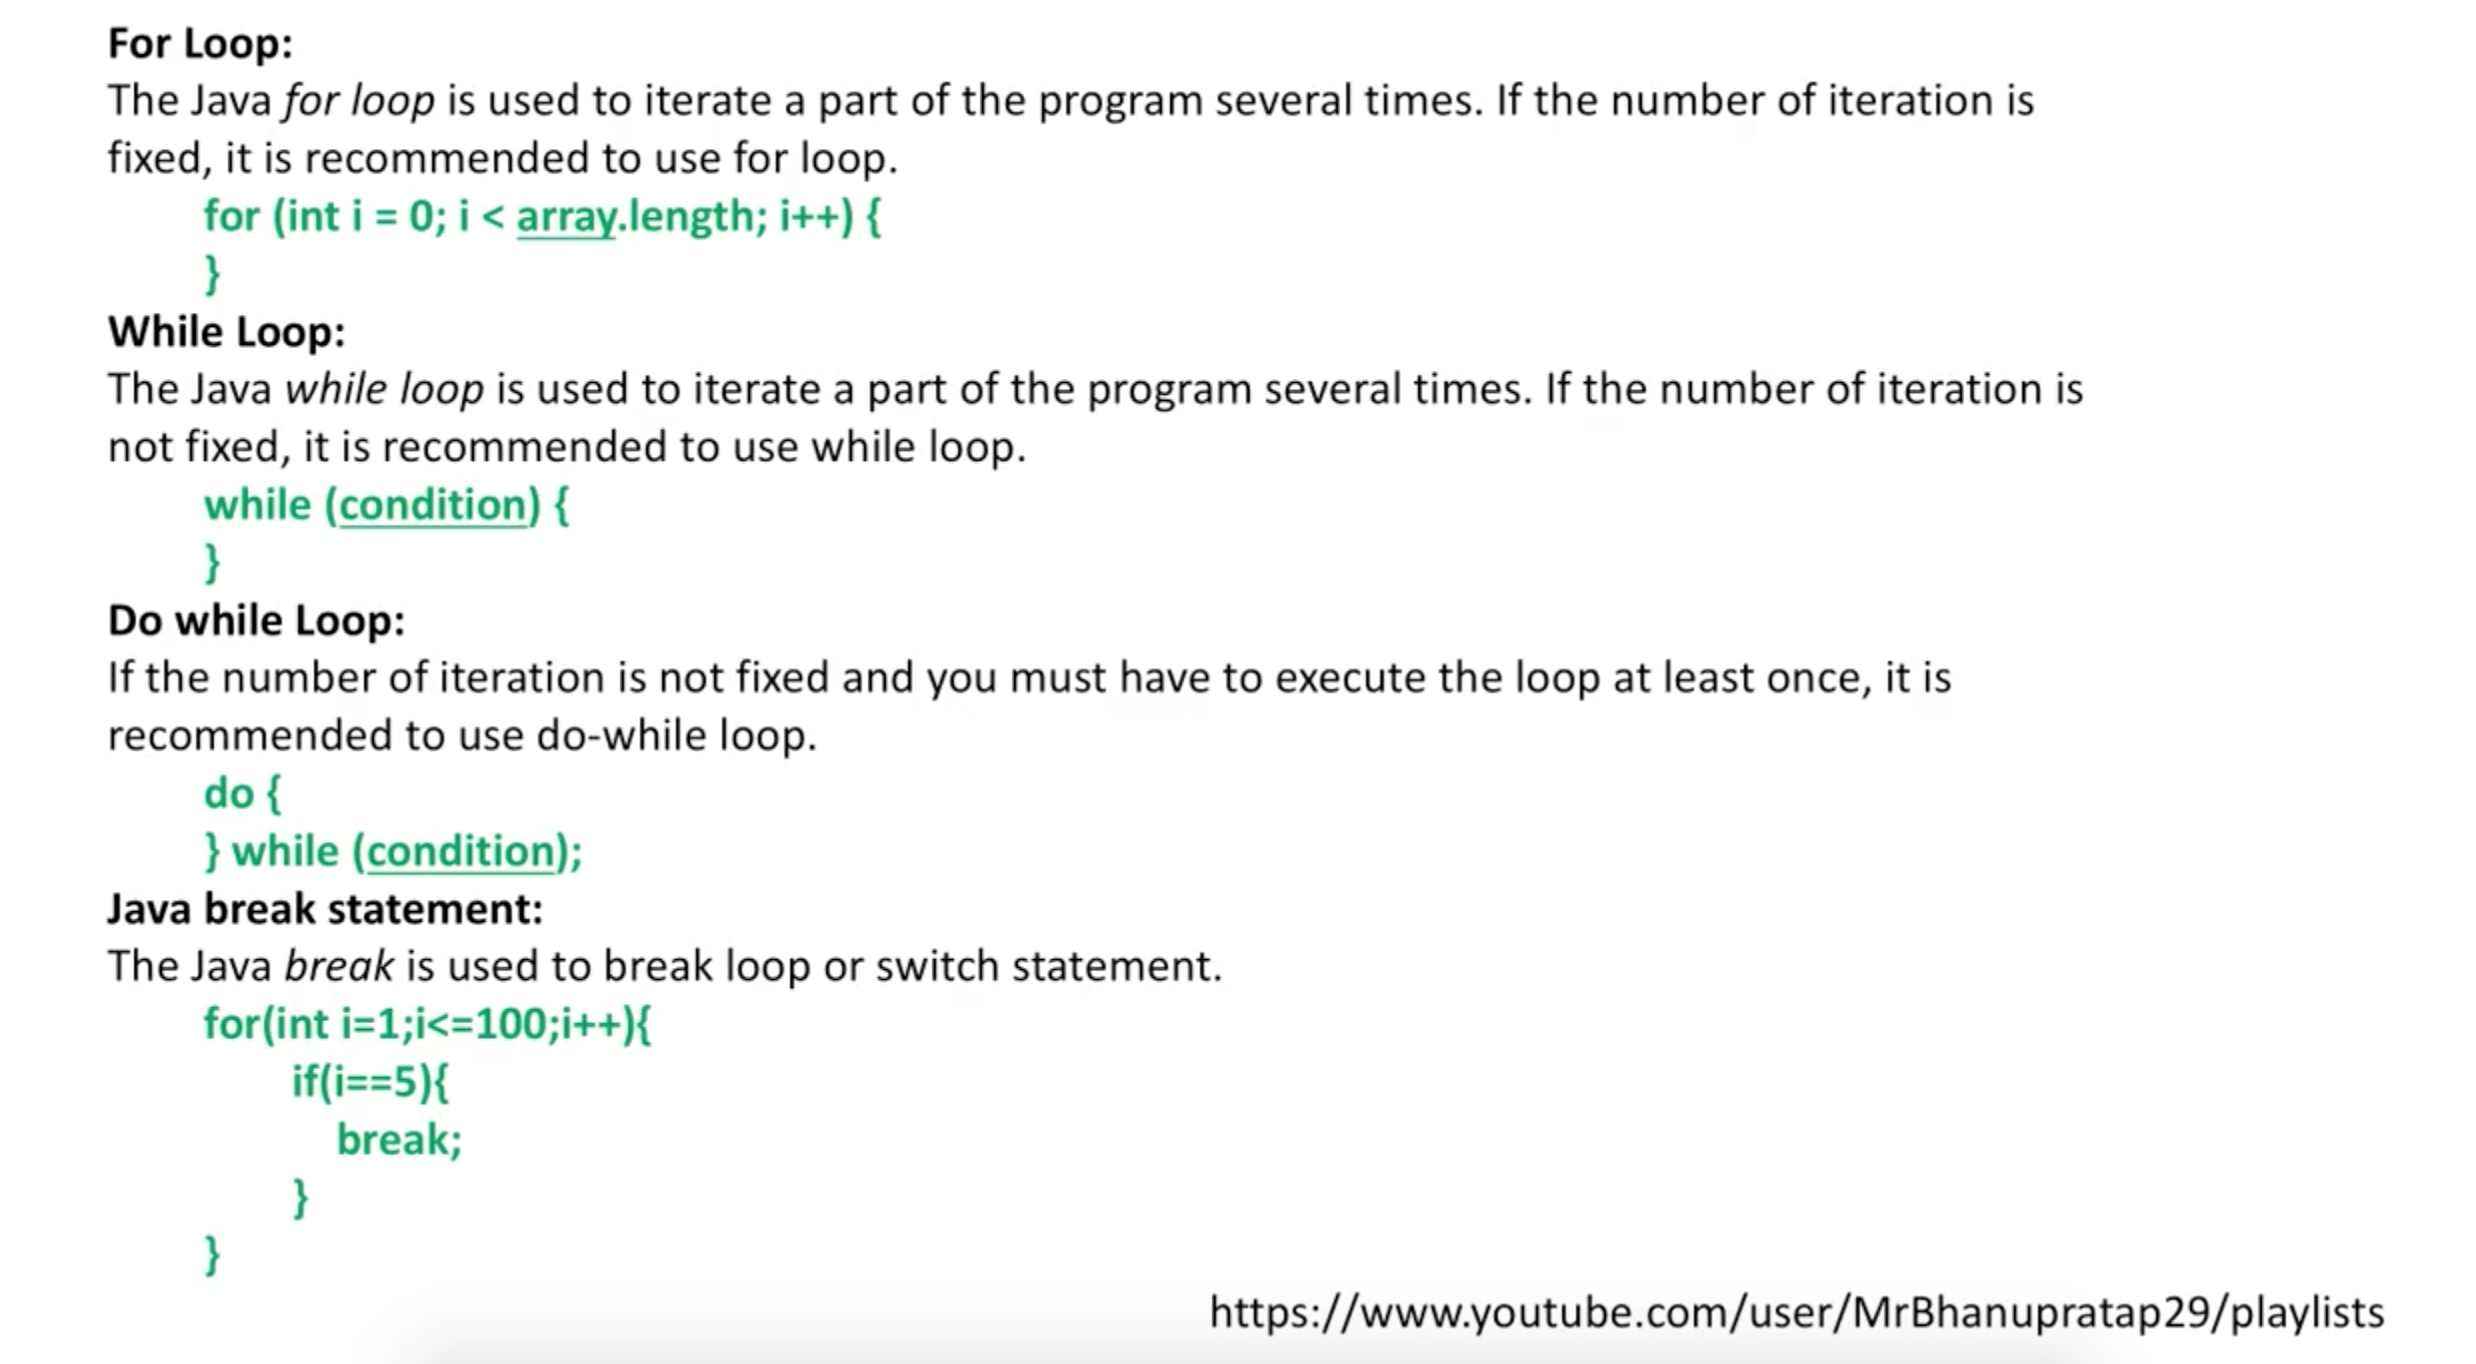 For Loop:
The Java for loop is used to iterate a part of the program several times. If the number of iteration is
fixed, it is recommended to use for loop.
for (int i = 0; i < array.length; i++) {
}
While Loop:
The Java while loop is used to iterate a part of the program several times. If the number of iteration is
not fixed, it is recommended to use while loop.
while (condition) {
}
Do while Loop:
If the number of iteration is not fixed and you must have to execute the loop at least once, it is
recommended to use do-while loop.
do {
} while (condition);
Java break statement:
The Java break is used to break loop or switch statement.
for(int i=1;i<=100;i++){
if(i==5){
break;
}
}
https://www.youtube.com/user/MrBhanupratap29/playlists